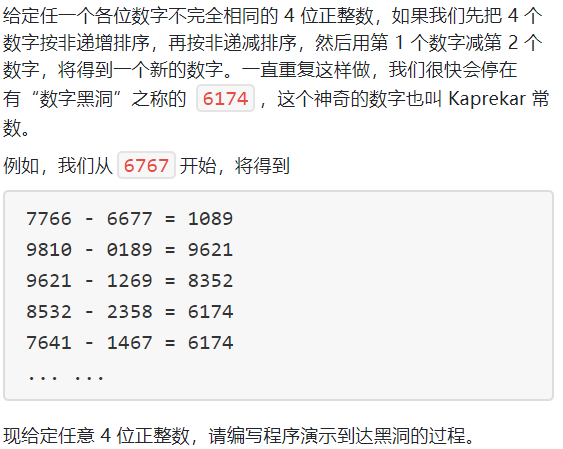 给定任一个各位数字不完全相同的 4 位正整数，如果我们先把 4 个
数字按非递增排序，再按非递减排序，然后用第 1 个数字减第 2 个
数字，将得到一个新的数字。一直重复这样做，我们很快会停在
有“数字黑洞”之称的 6174 ，这个神奇的数字也叫 Kaprekar 常
数。
例如，我们从 6767 开始，将得到
7766 - 6677 = 1089
9810 - 0189 = 9621
9621 - 1269 = 8352
8532 - 2358 = 6174
7641 - 1467 = 6174
... ...
现给定任意 4 位正整数，请编写程序演示到达黑洞的过程。